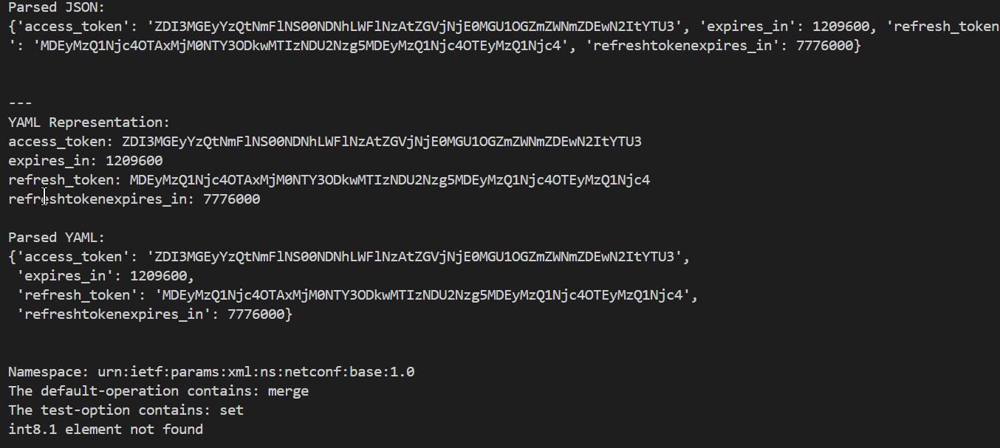 Parsed JSON:
{'access_token': 'ZDI3MGEyYzQtNmFlNS00NDNhLWFlNzAtZGVjNjE0MGU1OGZmZWNmZDEwN2ItYTU3', 'expires_in': 1209600, 'refresh_token
': 'MDEyMzQ1Njc4OTAxMjM0NTY3ODkwMTIzNDU2Nzg5MDEyMzQ1Njc4OTEyMzQ1Njc4', 'refreshtokenexpires_in': 7776000}
---
YAML Representation:
access_token: ZDI3MGEyYzQtNmFlNS00NDNhLWFlNzAtZGVjNjE0MGU1OGZmZWNmZDEwN2ItYTU3
expires_in: 1209600
refresh_token: MDEyMzQ1Njc4OTAxMjM0NTY3ODkwMTIzNDU2Nzg5MDEyMzQ1Njc4OTEyMzQ1Njc4
refreshtokenexpires_in: 7776000
Parsed YAML:
{'access_token': 'ZDI3MGEyYzQtNmFlNS00NDNhLWFlNzAtZGVjNjE0MGU1OGZmZWNmZDEwN2ItYTU3',
 'expires_in': 1209600,
 'refresh_token': 'MDEyMzQ1Njc4OTAxMjM0NTY3ODkwMTIzNDU2Nzg5MDEyMzQ1Njc4OTEyMzQ1Njc4',
 'refreshtokenexpires_in': 7776000}
Namespace: urn:ietf:params:xml:ns:netconf:base:1.0
The default-operation contains: merge
The test-option contains: set
int8.1 element not found